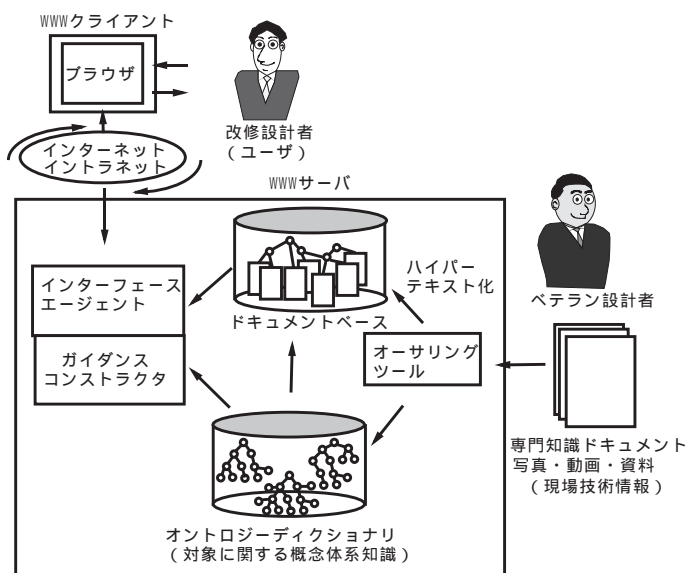 WWWクライアント
ブラウザ
改修設計者
(ユーザ)
インターネット
イントラネット
WWWサーバ
ベテラン設計者
インターフェース
エージェント
ガイダンス
コンストラクタ
ドキュメントベース
ハイパー
テキスト化
オーサリング
ツール
専門知識ドキュメント
写真・動画・資料
(現場技術情報)
オントロジーディクショナリ
(対象に関する概念体系知識)